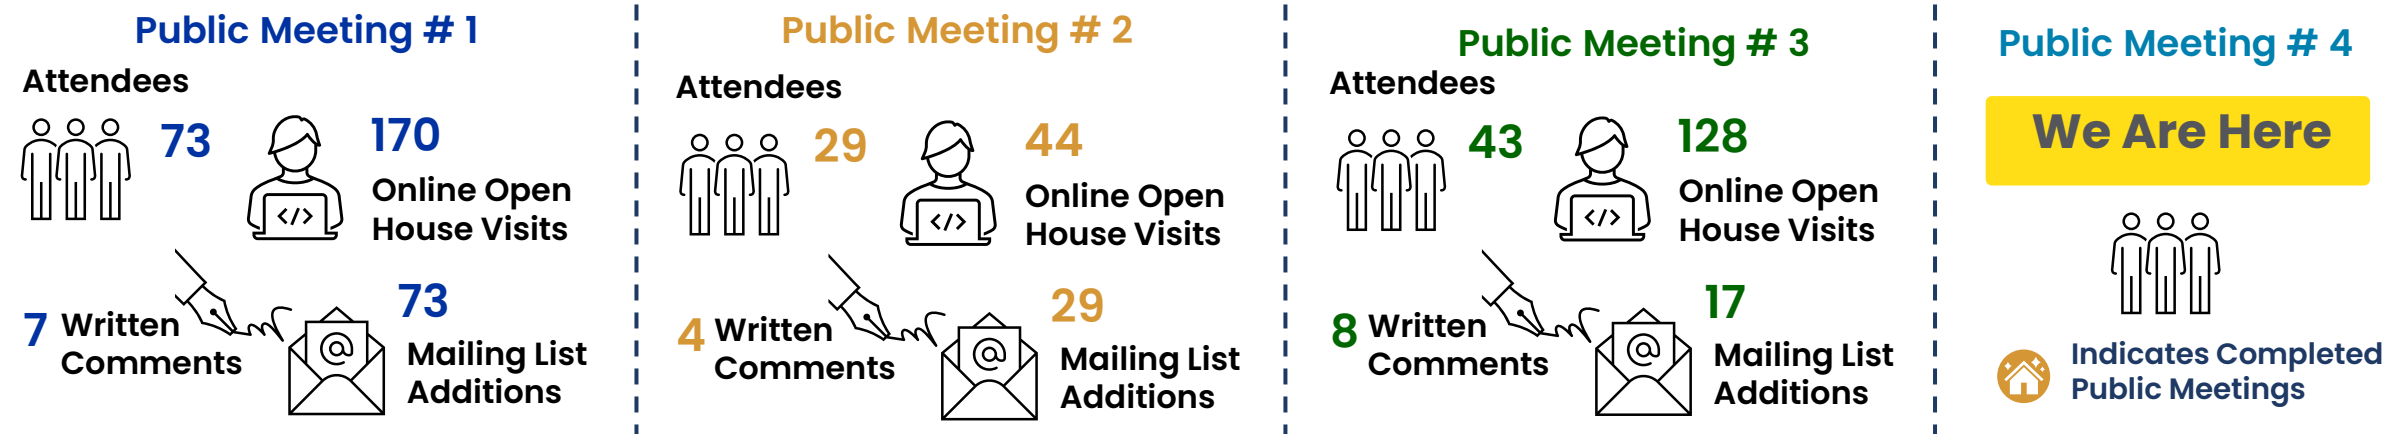 Public Meeting # 1
Attendees
73
170
Online Open
House Visits
</>
7 Written
Comments
73
Mailing List
Additions
@
Public Meeting # 2
Attendees
29
44
Online Open
House Visits
</>
4 Written
Comments
29
Mailing List
Additions
@
Public Meeting # 3
Attendees
43
128
Online Open
House Visits
</>
8 Written
Comments
17
Mailing List
Additions
@
Public Meeting # 4
We Are Here
Indicates Completed
Public Meetings